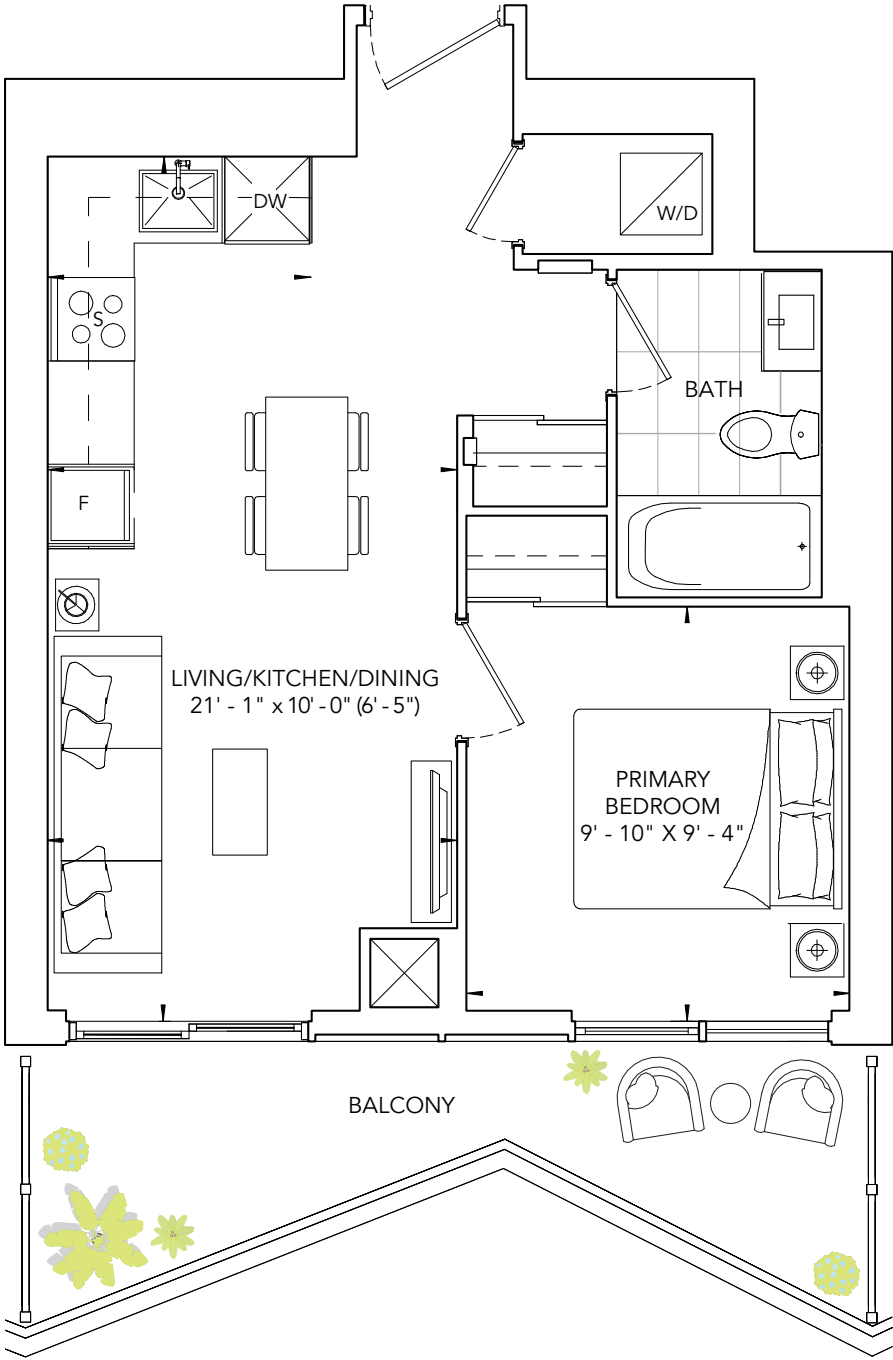 DW
W/D
S
BATH
F
LIVING/KITCHEN/DINING
21' - 1" x 10' - 0" (6' - 5")
PRIMARY
BEDROOM
9' - 10" X 9' - 4"
BALCONY